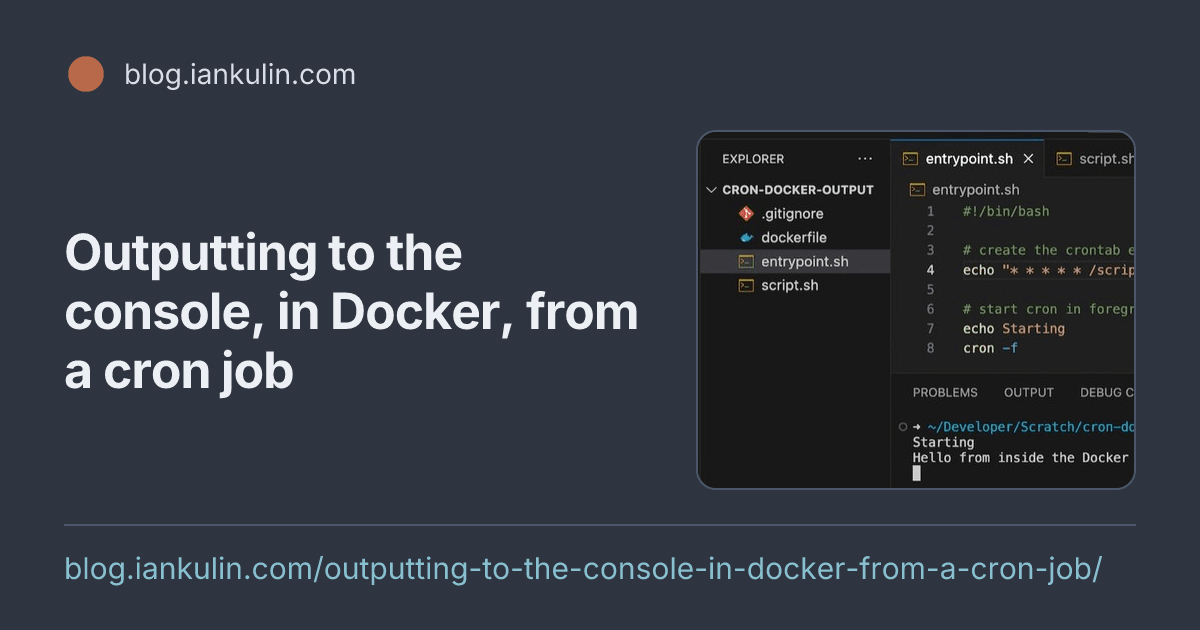 blog.iankulin.com
Outputting to the
console, in Docker, from
a cron job
EXPLORER ...
CRON-DOCKER-OUTPUT
.gitignore
dockerfile
entrypoint.sh
script.sh
entrypoint.sh × script.sh
entrypoint.sh
1 #!/bin/bash
2
3 # create the crontab e
4 echo "* * * * * /scrip
5
6 # start cron in foregr
7 echo Starting
8 cron -f
PROBLEMS OUTPUT DEBUG C
→ ~/Developer/Scratch/cron-do
Starting
Hello from inside the Docker
blog.iankulin.com/outputting-to-the-console-in-docker-from-a-cron-job/